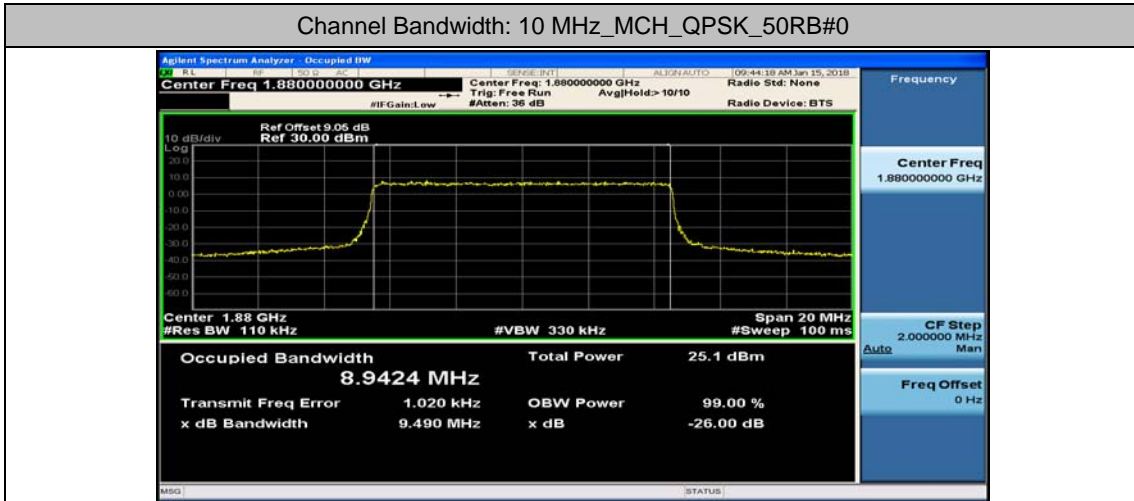 Channel Bandwidth: 10 MHz_MCH_QPSK_50RB#0
Agilent Spectrum Analyzer - Occupied BW
RL RF 50 Ω AC SENSE:INT ALIGN AUTO 09:44:18 AM Jan 15, 2018
Center Freq 1.880000000 GHz
Center Freq: 1.880000000 GHz
Radio Std: None
Trig: Free Run Avg|Hold:> 10/10
#IFGain:Low #Atten: 36 dB Radio Device: BTS
Frequency
Ref Offset 9.05 dB
10 dB/div Ref 30.00 dBm
Log
20.0
10.0
0.00
-10.0
-20.0
-30.0
-40.0
-50.0
-60.0
Center Freq
1.880000000 GHz
Center 1.88 GHz Span 20 MHz
#Res BW 110 kHz #VBW 330 kHz #Sweep 100 ms
CF Step
2.000000 MHz
Auto Man
Occupied Bandwidth Total Power 25.1 dBm
8.9424 MHz
Freq Offset
0 Hz
Transmit Freq Error 1.020 kHz OBW Power 99.00 %
x dB Bandwidth 9.490 MHz x dB -26.00 dB
MSG STATUS